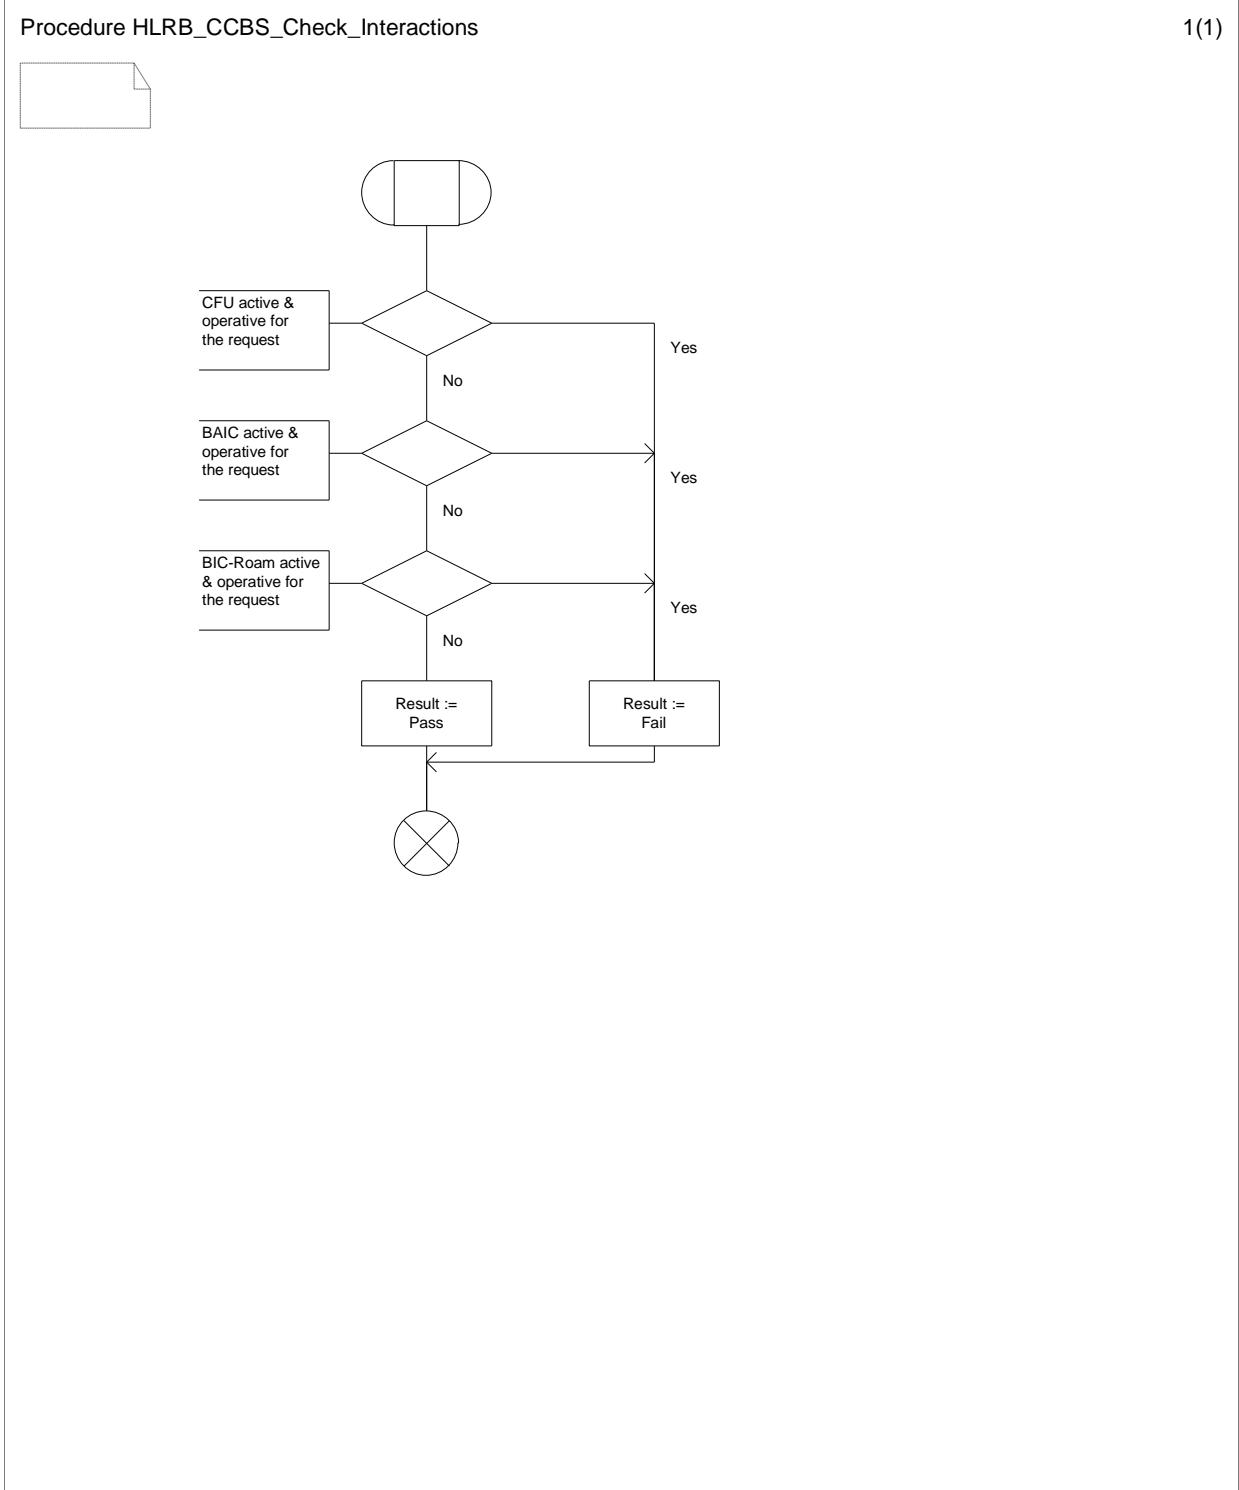 Procedure HLRB_CCBS_Check_Interactions
1(1)
CFU active &
operative for
the request
Yes
No
BAIC active &
operative for
the request
Yes
No
BIC-Roam active
& operative for
the request
Yes
No
Result :=
Pass
Result :=
Fail